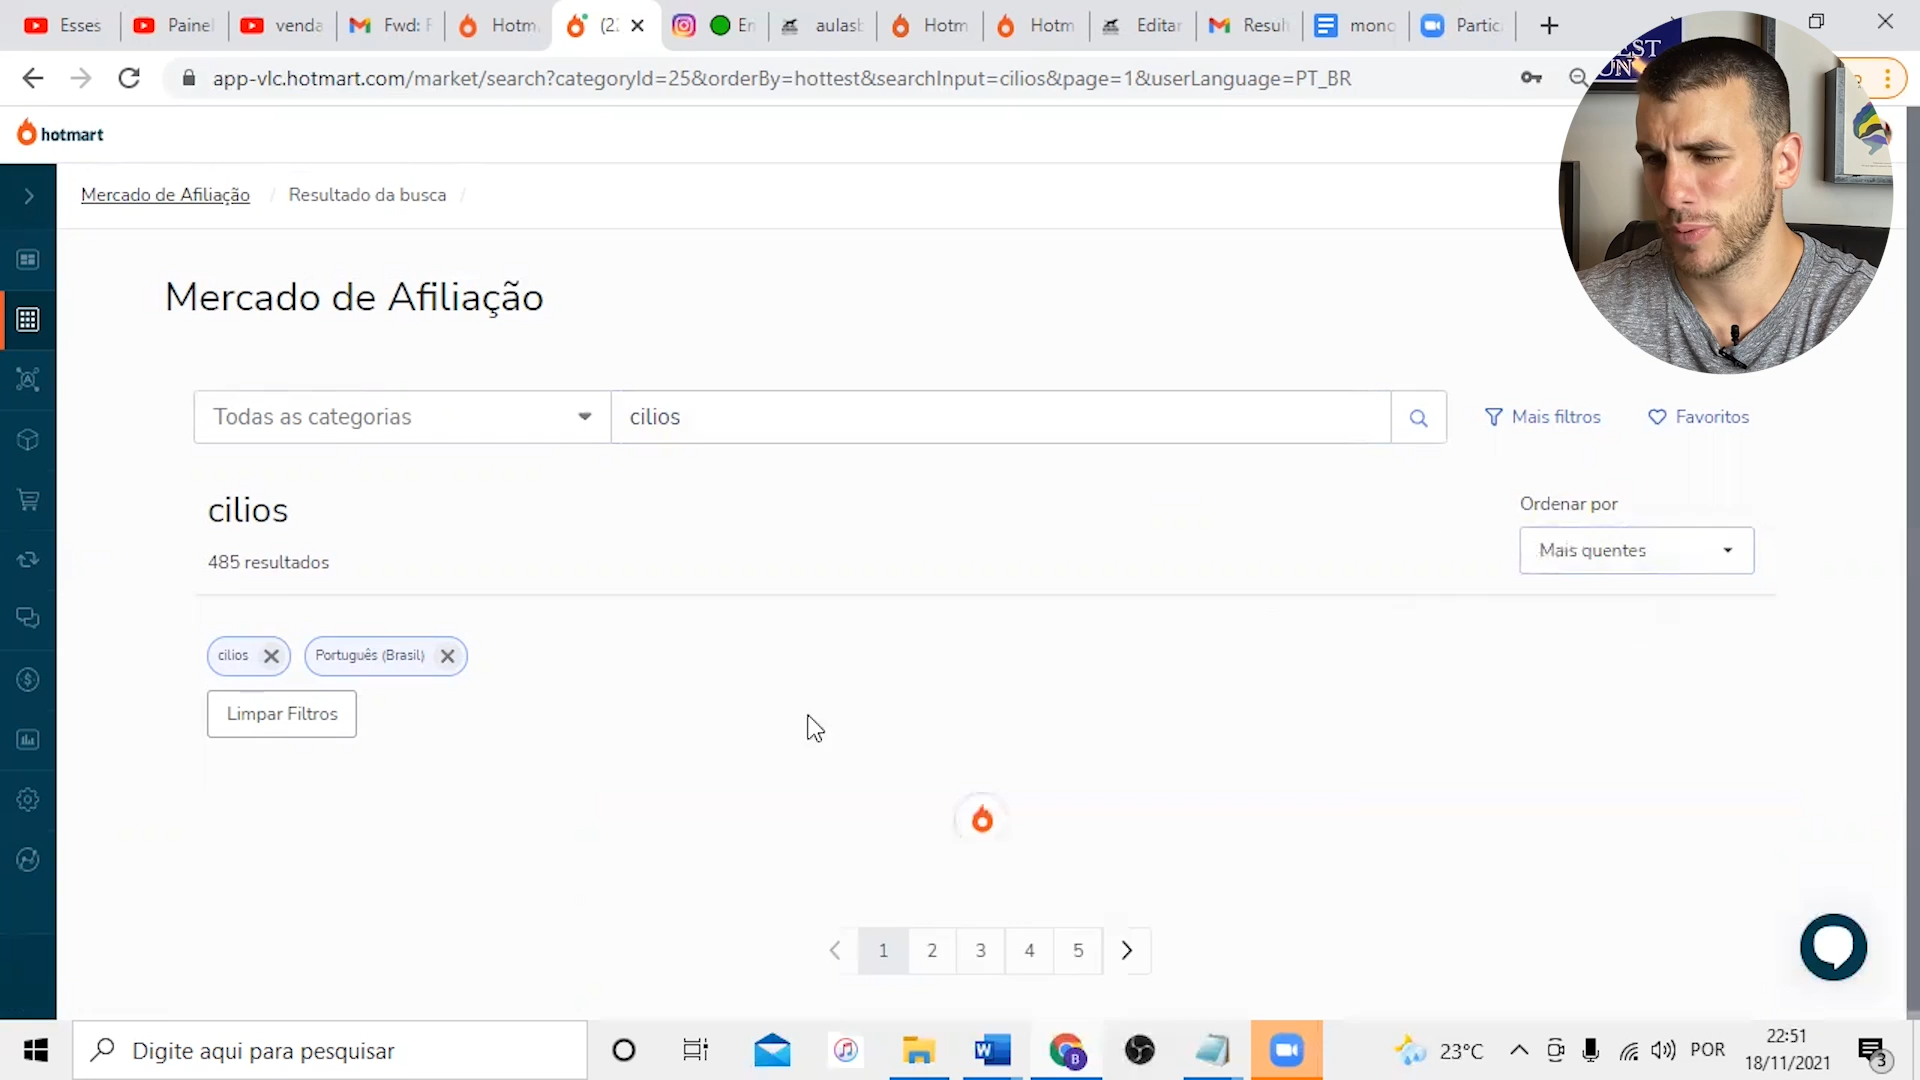 Esses
Painel
venda
Fwd: F
Hotm
(2
En
aulasb
Hotm
Hotm
Editar
Resul
mono
Partic
app-vlc.hotmart.com/market/search?categoryId=25&orderBy=hottest&searchInput=cilios&page=1&userLanguage=PT_BR
hotmart
Mercado de Afiliação / Resultado da busca /
Mercado de Afiliação
Todas as categorias
cilios
Mais filtros
Favoritos
cilios
485 resultados
Ordenar por
Mais quentes
cilios
Português (Brasil)
Limpar Filtros
1 2 3 4 5
Digite aqui para pesquisar
23°C
POR
22:51
18/11/2021
3